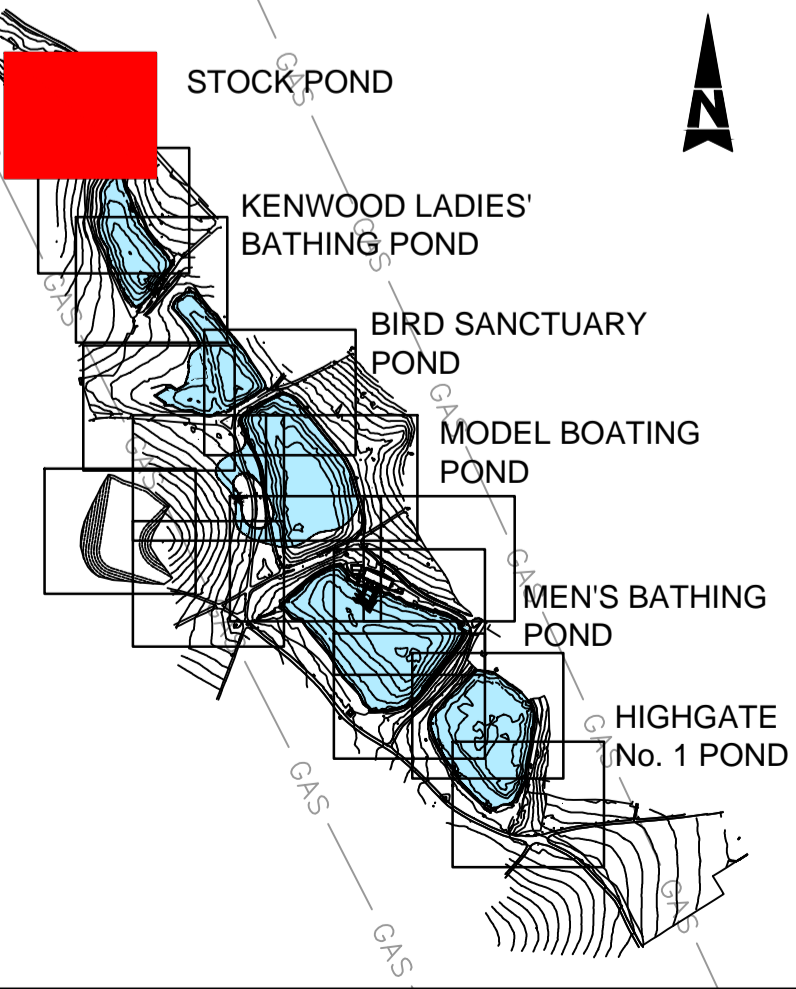 GAS
STOCK POND
N
KENWOOD LADIES'
BATHING POND
GAS
GAS
BIRD SANCTUARY
POND
GAS
MODEL BOATING
POND
GAS
GAS
MEN'S BATHING
POND
GAS
HIGHGATE
No. 1 POND
GAS
GAS
GAS
GAS